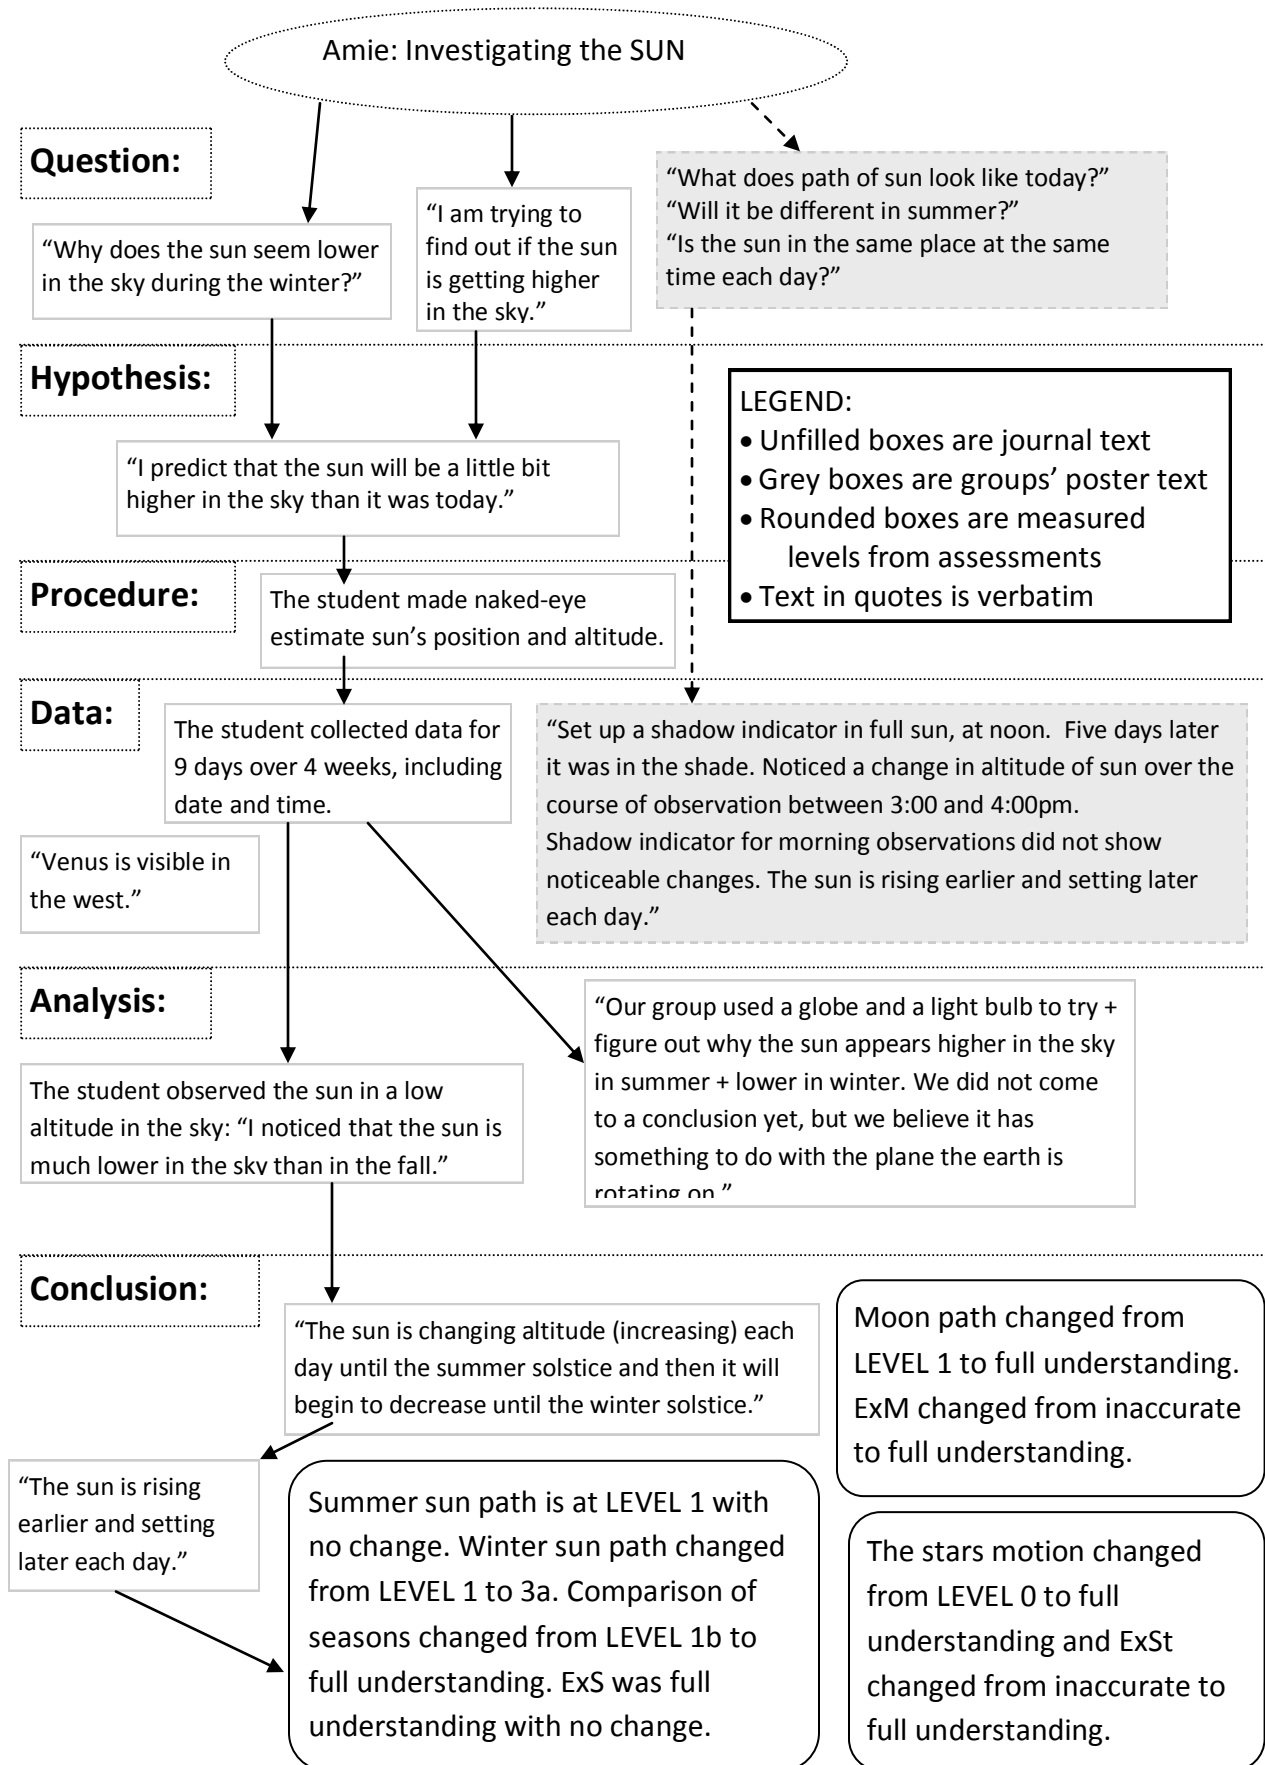 Amie: Investigating the SUN
Question:
“Why does the sun seem lower
in the sky during the winter?”
“I am trying to
find out if the sun
is getting higher
in the sky.”
“What does path of sun look like today?”
“Will it be different in summer?”
“Is the sun in the same place at the same
time each day?”
Hypothesis:
“I predict that the sun will be a little bit
higher in the sky than it was today.”
LEGEND:
• Unfilled boxes are journal text
• Grey boxes are groups’ poster text
• Rounded boxes are measured
levels from assessments
• Text in quotes is verbatim
Procedure:
The student made naked-eye
estimate sun’s position and altitude.
Data:
The student collected data for
9 days over 4 weeks, including
date and time.
“Venus is visible in
the west.”
“Set up a shadow indicator in full sun, at noon.  Five days later
it was in the shade. Noticed a change in altitude of sun over the
course of observation between 3:00 and 4:00pm.
Shadow indicator for morning observations did not show
noticeable changes. The sun is rising earlier and setting later
each day.”
Analysis:
The student observed the sun in a low
altitude in the sky: “I noticed that the sun is
much lower in the sky than in the fall.”
“Our group used a globe and a light bulb to try +
figure out why the sun appears higher in the sky
in summer + lower in winter. We did not come
to a conclusion yet, but we believe it has
something to do with the plane the earth is
rotating on.”
Conclusion:
“The sun is changing altitude (increasing) each
day until the summer solstice and then it will
begin to decrease until the winter solstice.”
“The sun is rising
earlier and setting
later each day.”
Summer sun path is at LEVEL 1 with
no change. Winter sun path changed
from LEVEL 1 to 3a. Comparison of
seasons changed from LEVEL 1b to
full understanding. ExS was full
understanding with no change.
Moon path changed from
LEVEL 1 to full understanding.
ExM changed from inaccurate
to full understanding.
The stars motion changed
from LEVEL 0 to full
understanding and ExSt
changed from inaccurate to
full understanding.